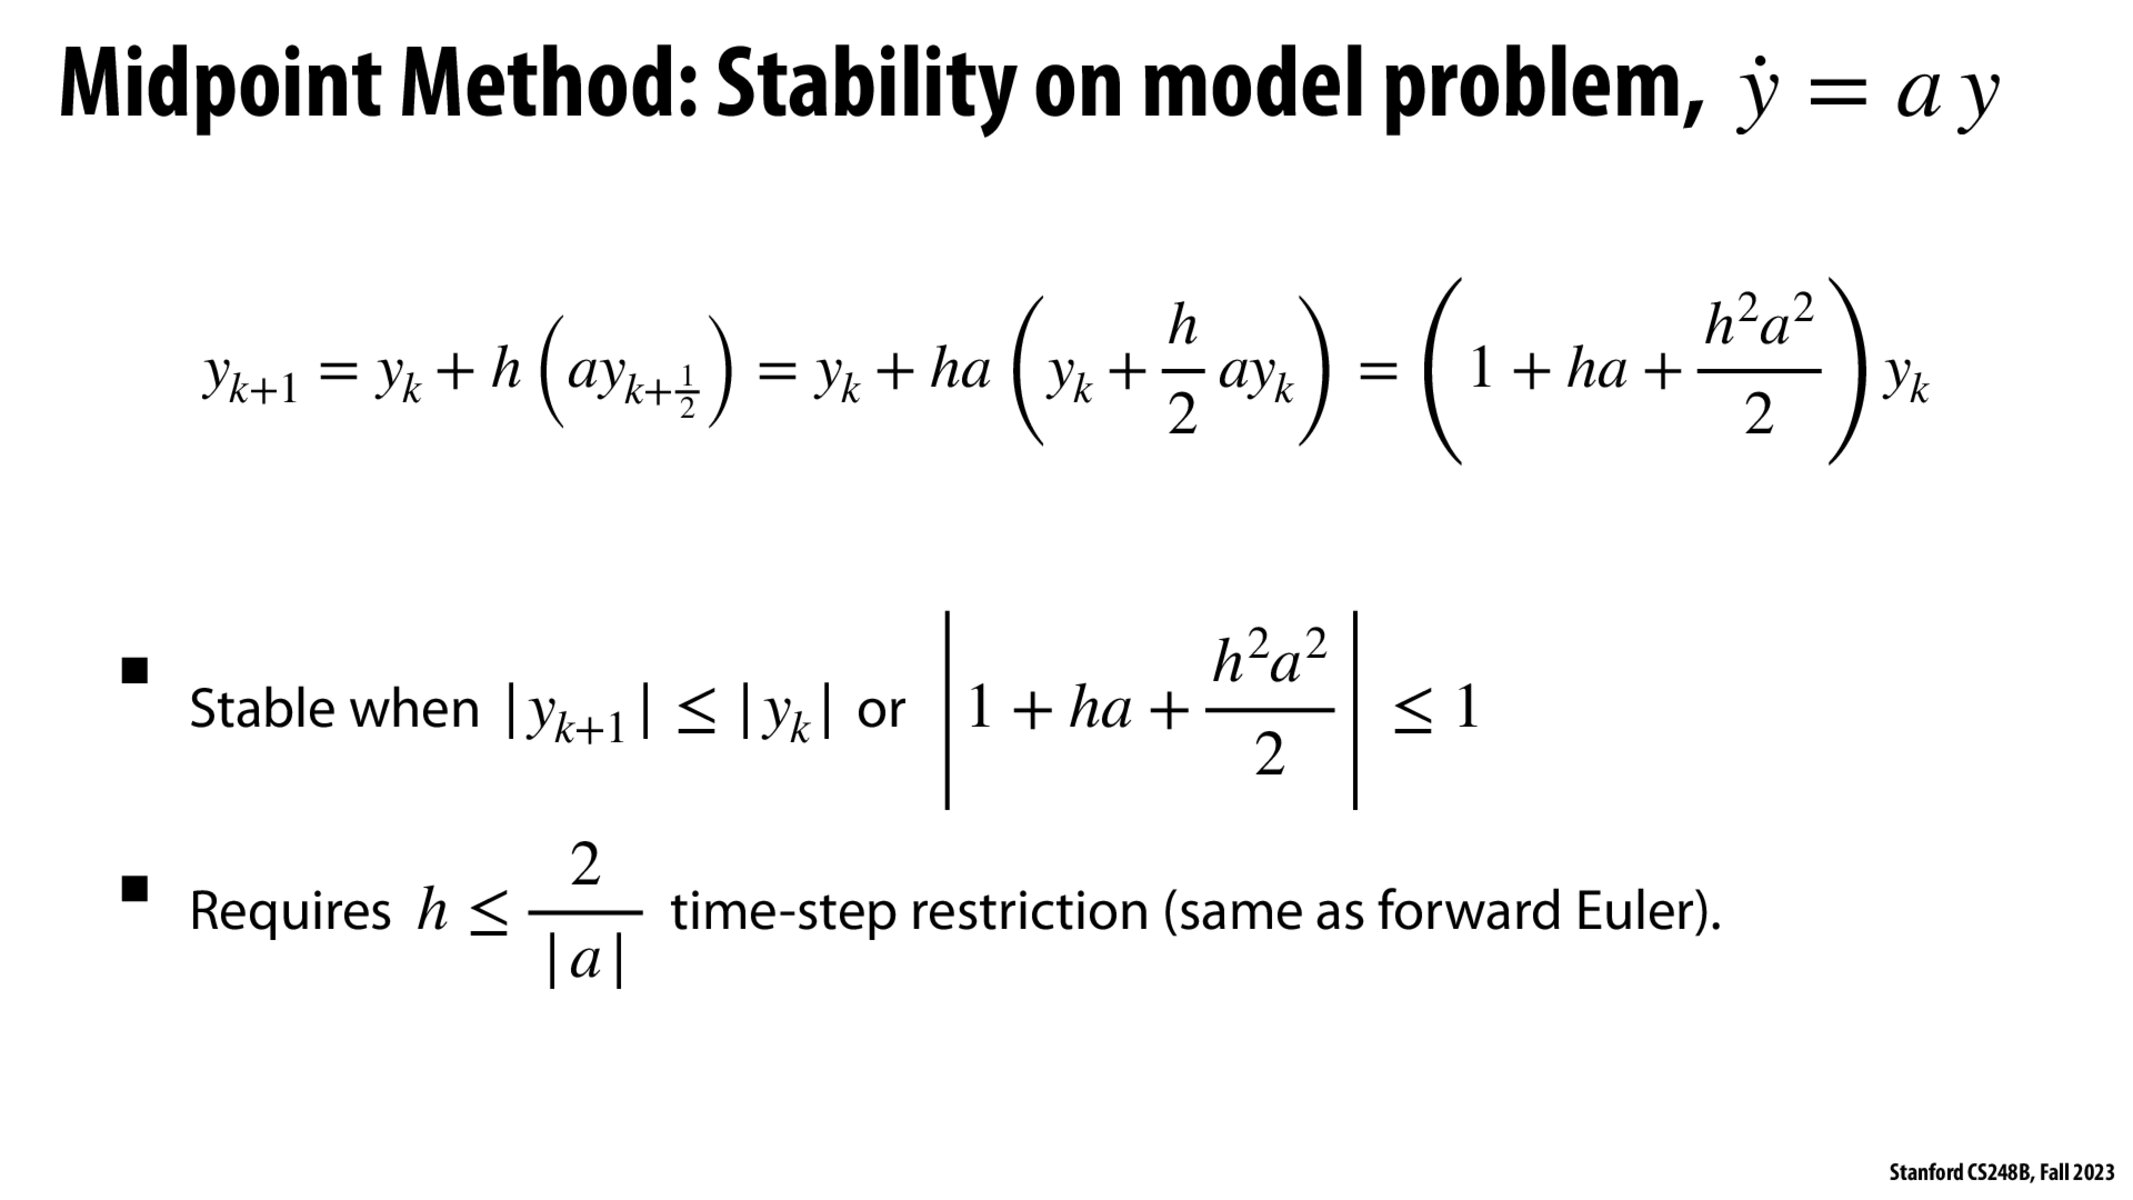 Midpoint Method: Stability on model problem, $\dot{y} = a\,y$
$y_{k+1} = y_k + h\left(ay_{k+\frac{1}{2}}\right) = y_k + ha\left(y_k + \frac{h}{2}ay_k\right) = \left(1 + ha + \frac{h^2a^2}{2}\right)y_k$
■ Stable when $|y_{k+1}| \leq |y_k|$ or $\left|1 + ha + \frac{h^2a^2}{2}\right| \leq 1$
■ Requires $h \leq \frac{2}{|a|}$ time-step restriction (same as forward Euler).
Stanford CS248B, Fall 2023